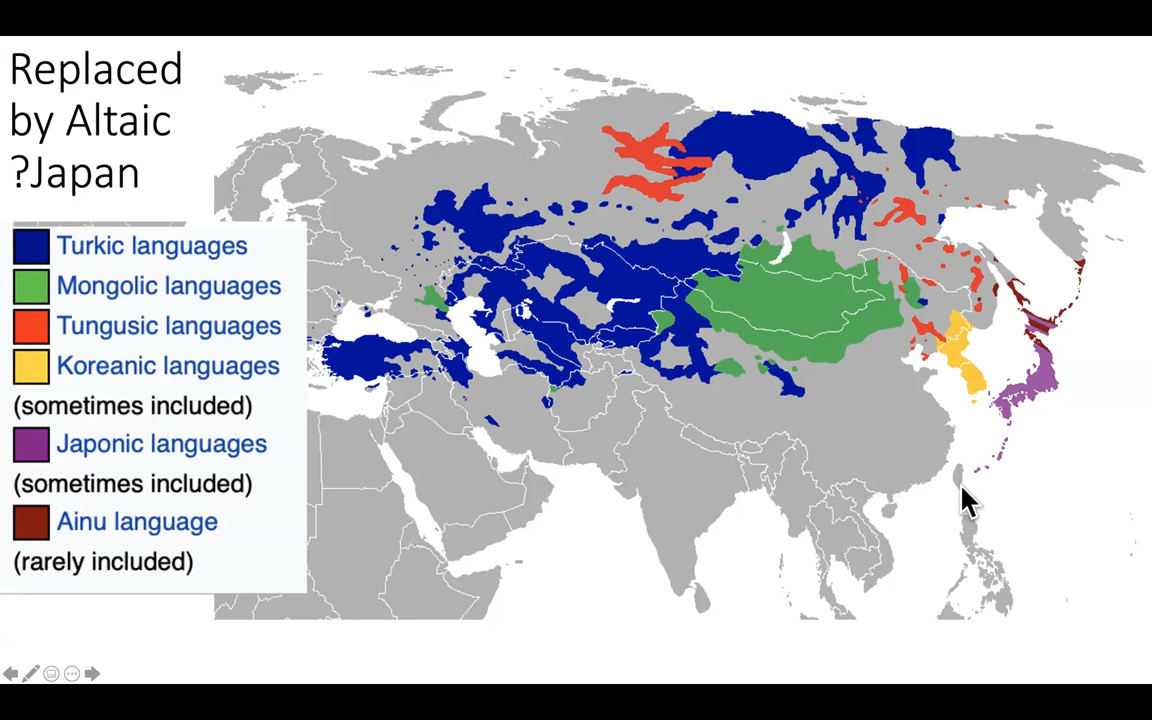 Replaced
by Altaic
?Japan
Turkic languages
Mongolic languages
Tungusic languages
Koreanic languages
(sometimes included)
Japonic languages
(sometimes included)
Ainu language
(rarely included)